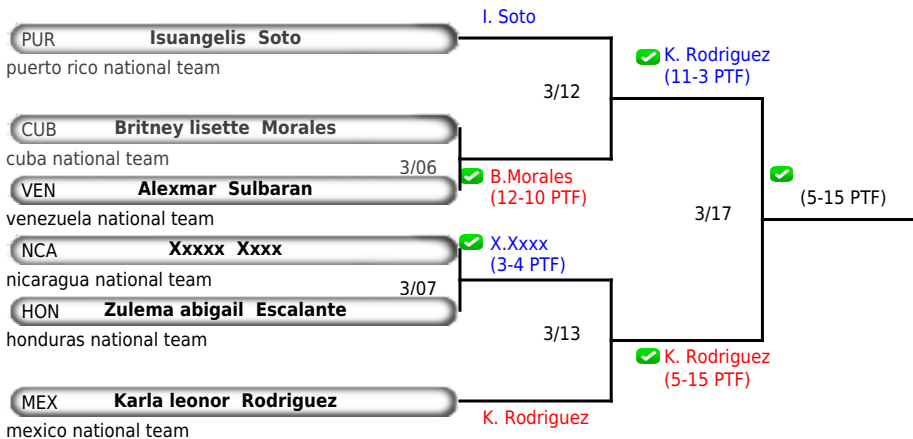 I. Soto
PUR Isuangelis Soto
puerto rico national team
K. Rodriguez
(11-3 PTF)
3/12
CUB Britney lisette Morales
cuba national team
3/06
B.Morales
(12-10 PTF)
VEN Alexmar Sulbaran
venezuela national team
(5-15 PTF)
3/17
NCA Xxxxx Xxxx
nicaragua national team
X.Xxxx
(3-4 PTF)
3/07
HON Zulema abigail Escalante
honduras national team
3/13
K. Rodriguez
(5-15 PTF)
MEX Karla leonor Rodriguez
mexico national team
K. Rodriguez